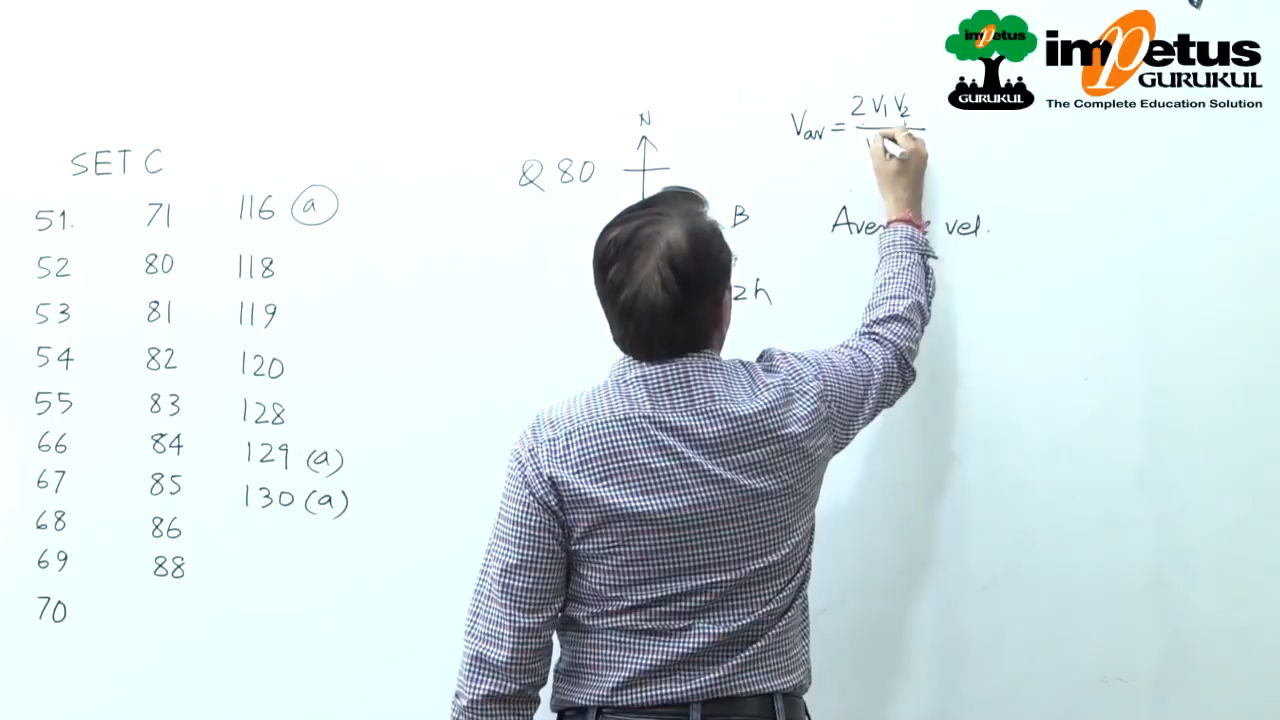 impetus
GURUKUL
impetus
GURUKUL
The Complete Education Solution
SET C
51.
52
53
54
55
66
67
68
69
70
71
80
81
82
83
84
85
86
88
116 (a)
118
119
120
128
129 (a)
130 (a)
Q 80
N
B
2h
Vav = 2 V1 V2
vel.